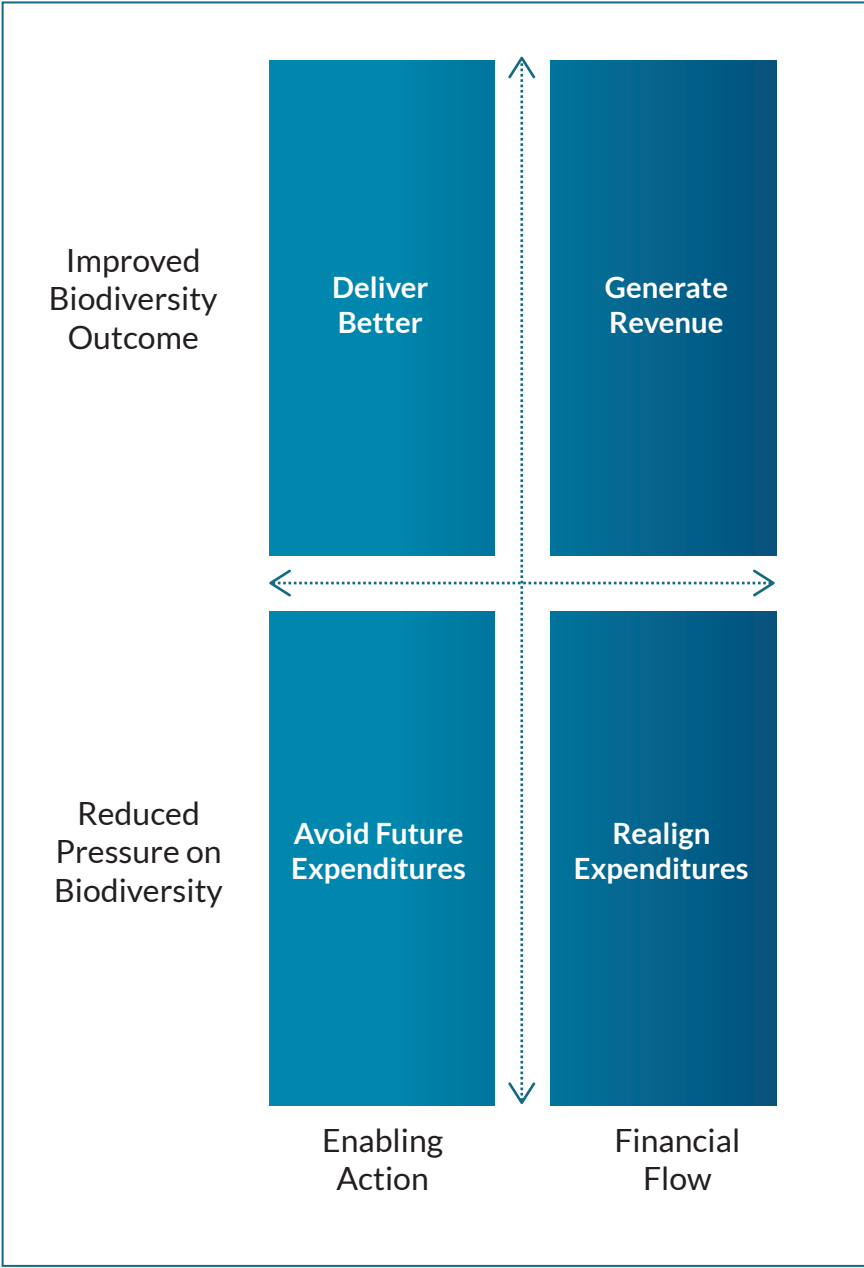 Improved
Biodiversity
Outcome
Deliver
Better
Generate
Revenue
Reduced
Pressure on
Biodiversity
Avoid Future
Expenditures
Realign
Expenditures
Enabling
Action
Financial
Flow